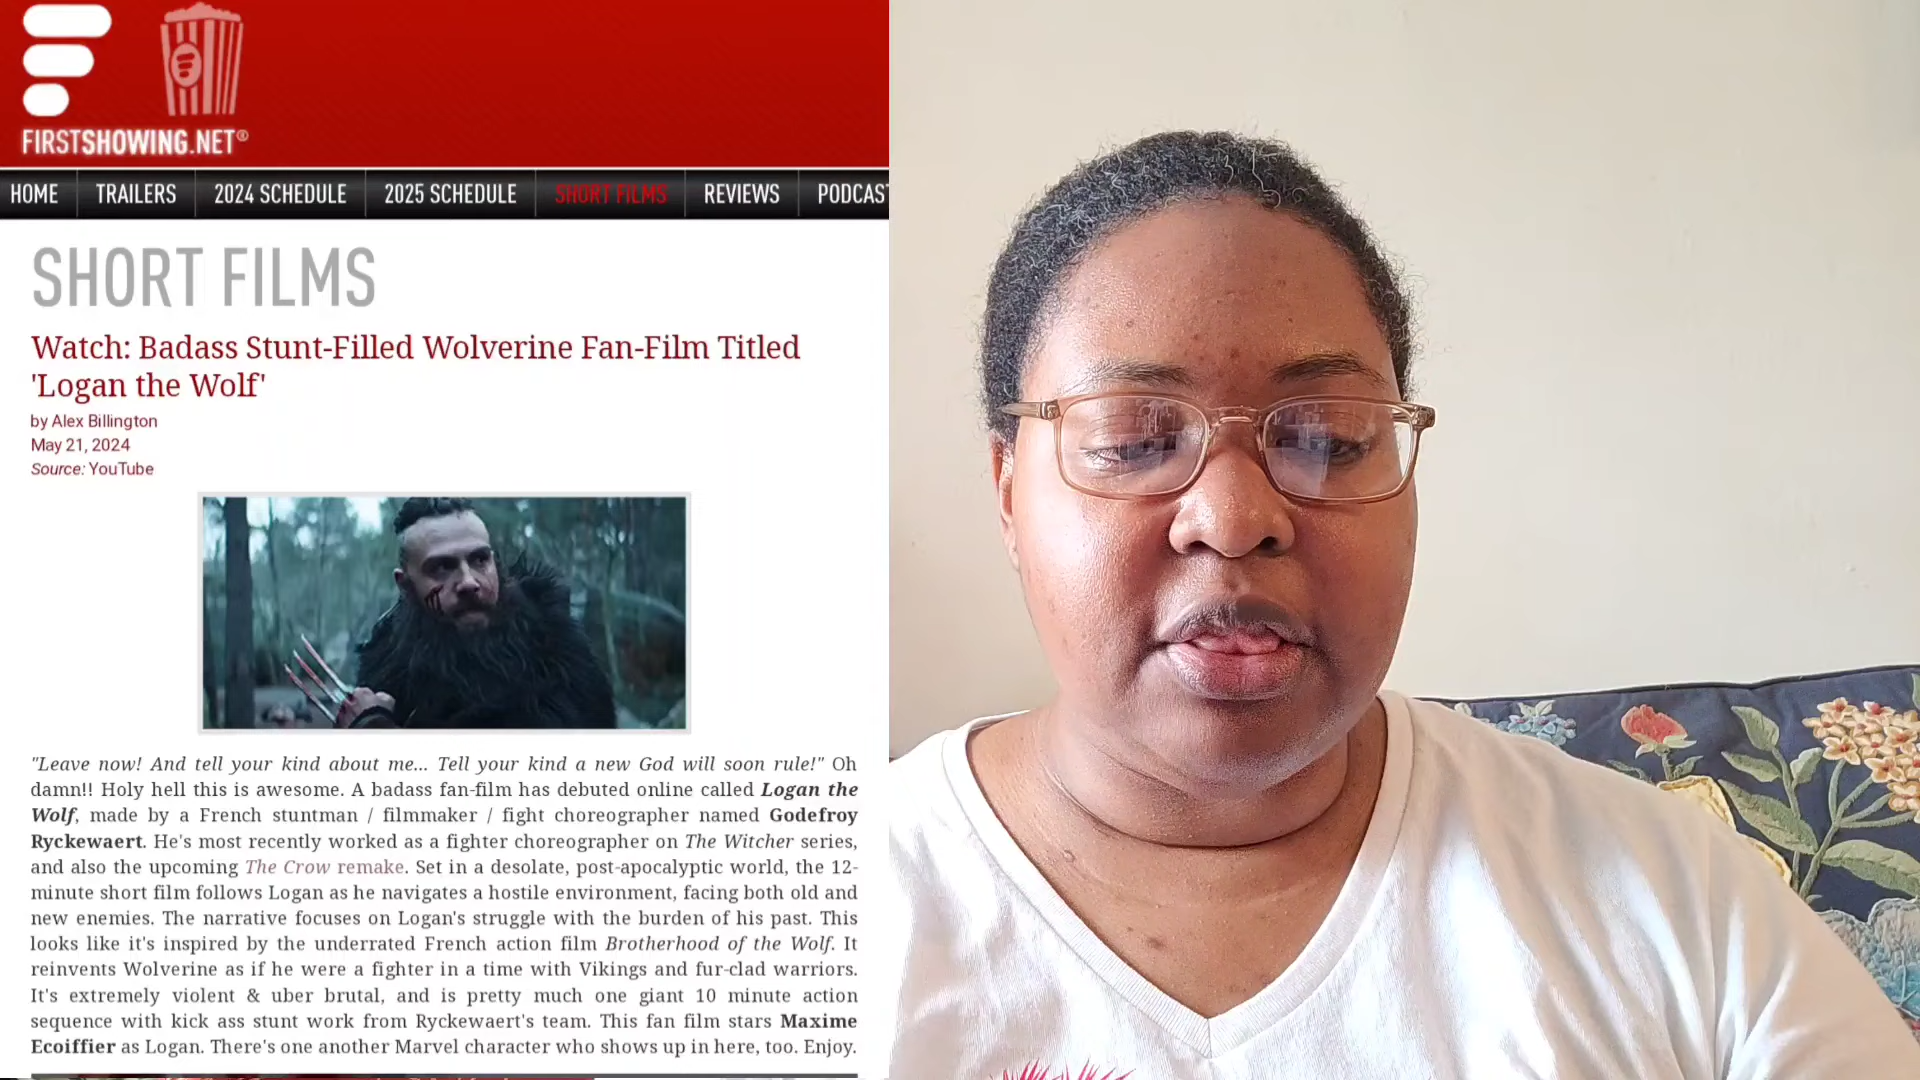 FIRSTSHOWING.NET®
HOME TRAILERS 2024 SCHEDULE 2025 SCHEDULE SHORT FILMS REVIEWS PODCAS
SHORT FILMS
Watch: Badass Stunt-Filled Wolverine Fan-Film Titled
'Logan the Wolf'
by Alex Billington
May 21, 2024
Source: YouTube
"Leave now! And tell your kind about me... Tell your kind a new God will soon rule!" Oh
damn!! Holy hell this is awesome. A badass fan-film has debuted online called Logan the
Wolf, made by a French stuntman / filmmaker / fight choreographer named Godefroy
Ryckewaert. He's most recently worked as a fighter choreographer on The Witcher series,
and also the upcoming The Crow remake. Set in a desolate, post-apocalyptic world, the 12-
minute short film follows Logan as he navigates a hostile environment, facing both old and
new enemies. The narrative focuses on Logan's struggle with the burden of his past. This
looks like it's inspired by the underrated French action film Brotherhood of the Wolf. It
reinvents Wolverine as if he were a fighter in a time with Vikings and fur-clad warriors.
It's extremely violent & uber brutal, and is pretty much one giant 10 minute action
sequence with kick ass stunt work from Ryckewaert's team. This fan film stars Maxime
Ecoiffier as Logan. There's one another Marvel character who shows up in here, too. Enjoy.